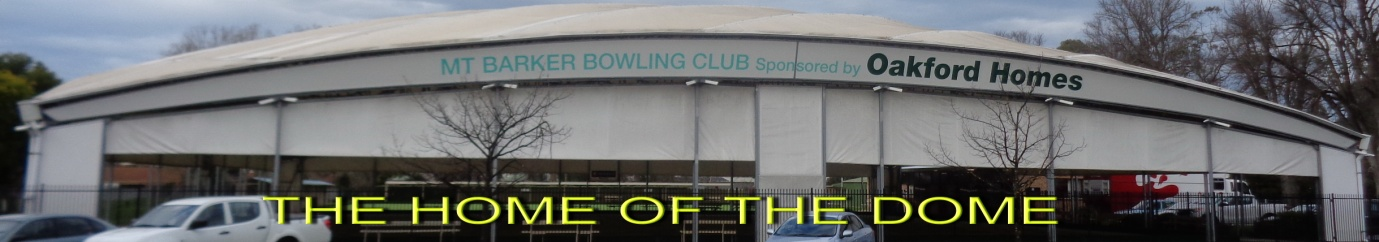 MT BARKER BOWLING CLUB Sponsored by Oakford Homes
THE HOME OF THE DOME